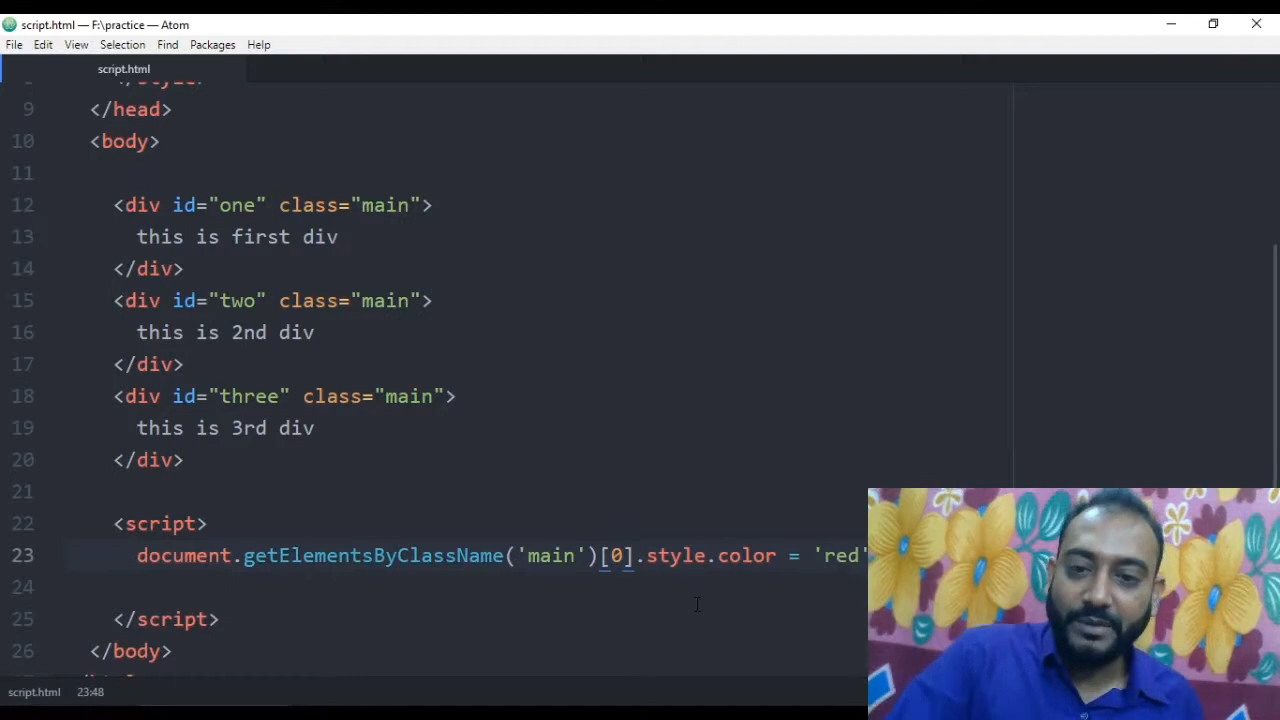 script.html — F:\practice — Atom
File Edit View Selection Find Packages Help
script.html
9 </head>
10 <body>
11
12 <div id="one" class="main">
13 this is first div
14 </div>
15 <div id="two" class="main">
16 this is 2nd div
17 </div>
18 <div id="three" class="main">
19 this is 3rd div
20 </div>
21
22 <script>
23 document.getElementsByClassName('main')[0].style.color = 'red'
24
25 </script>
26 </body>
script.html 23:48